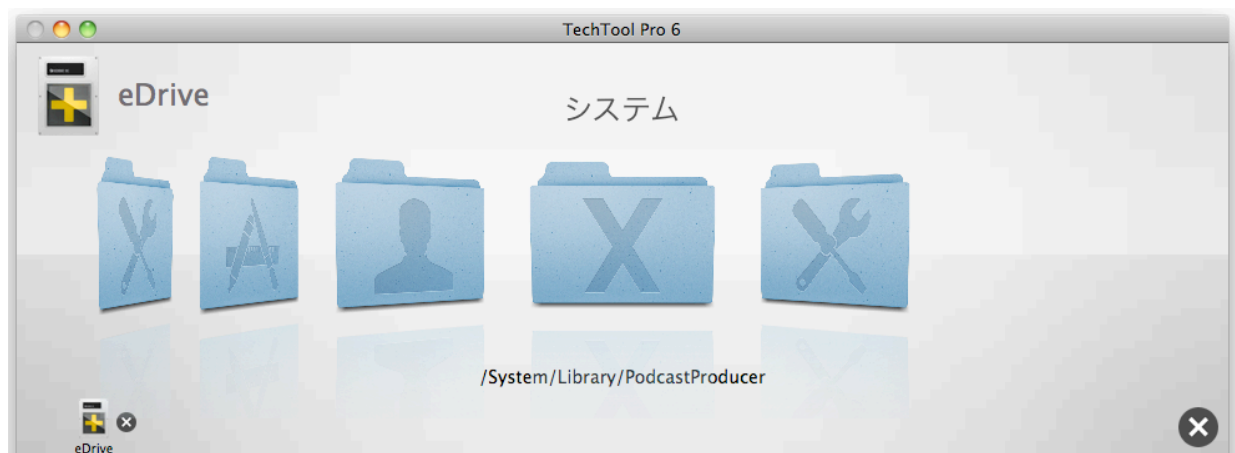 TechTool Pro 6
eDrive
システム
/System/Library/PodcastProducer
eDrive